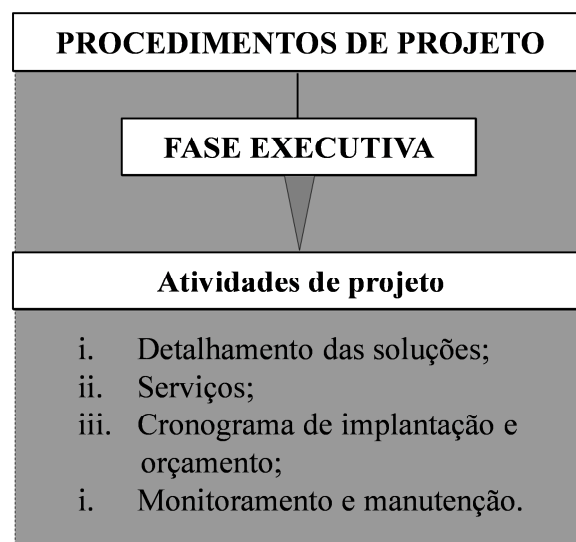 PROCEDIMENTOS DE PROJETO
FASE EXECUTIVA
Atividades de projeto
i. Detalhamento das soluções;
ii. Serviços;
iii. Cronograma de implantação e
orçamento;
i. Monitoramento e manutenção.